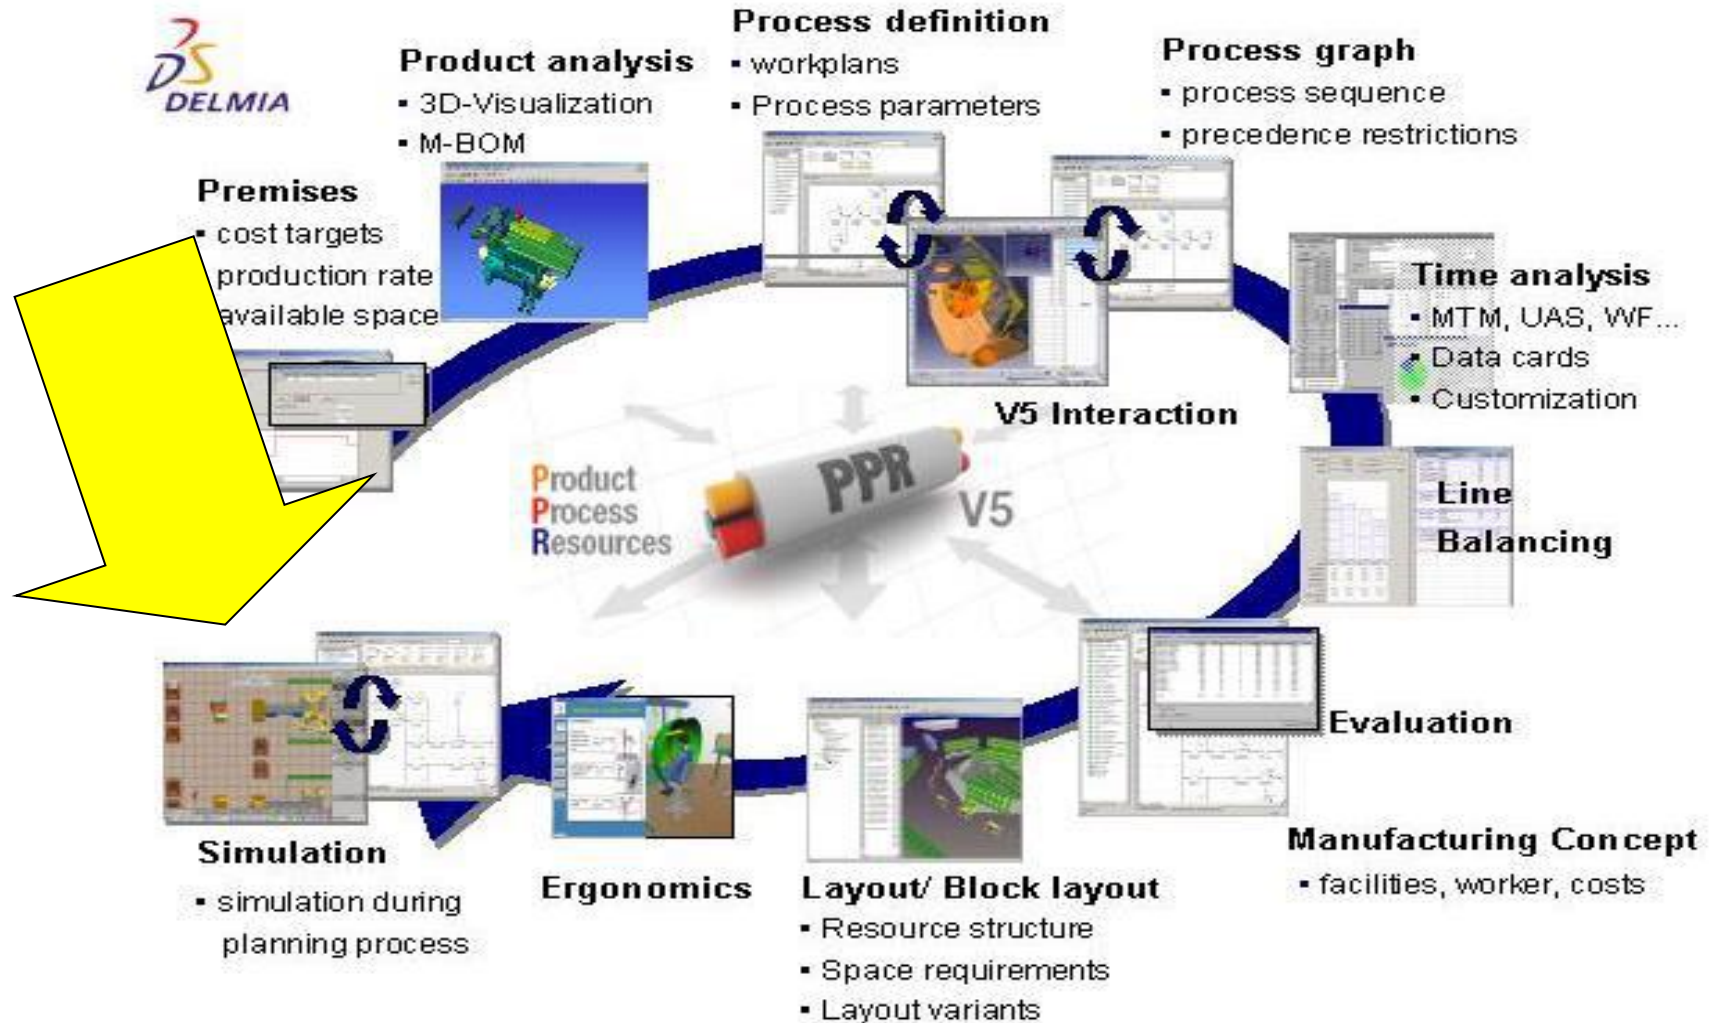 DELMIA
Premises
▪ cost targets
production rate
available space
Product analysis
▪ 3D-Visualization
▪ M-BOM
Process definition
▪ workplans
▪ Process parameters
Process graph
▪ process sequence
▪ precedence restrictions
V5 Interaction
Time analysis
▪ MTM, UAS, WF...
▪ Data cards
▪ Customization
Line
Balancing
Product
Process
Resources
PPR
V5
Evaluation
Manufacturing Concept
▪ facilities, worker, costs
Layout/ Block layout
▪ Resource structure
▪ Space requirements
▪ Layout variants
Ergonomics
Simulation
▪ simulation during
planning process